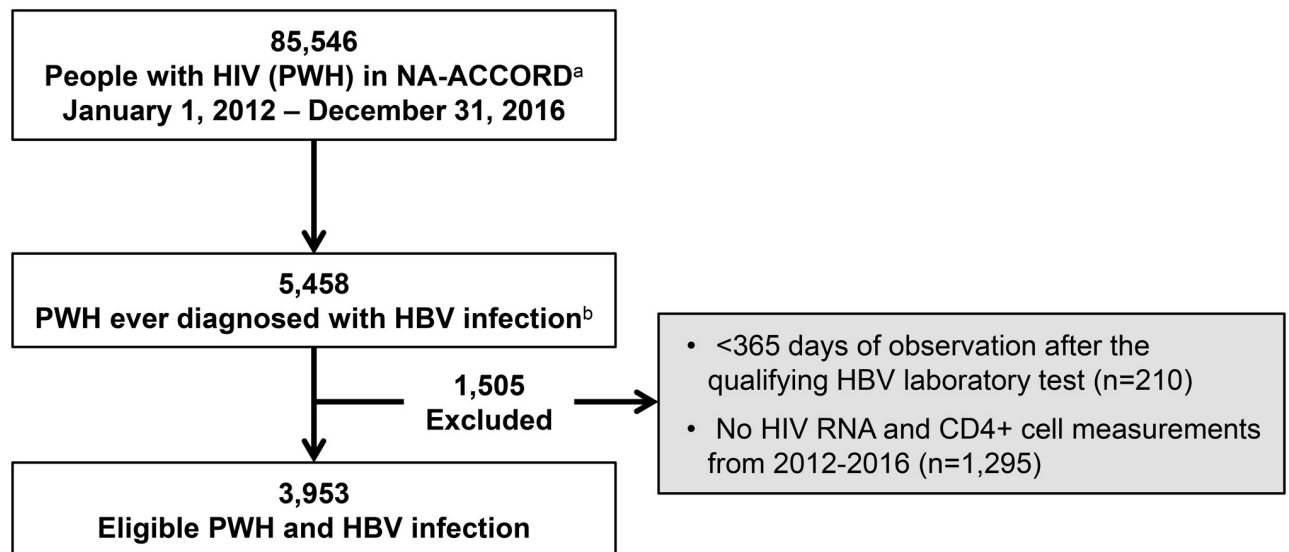 85,546
People with HIV (PWH) in NA-ACCORDᵃ
January 1, 2012 – December 31, 2016
5,458
PWH ever diagnosed with HBV infectionᵇ
1,505
Excluded
• <365 days of observation after the
qualifying HBV laboratory test (n=210)
• No HIV RNA and CD4+ cell measurements
from 2012-2016 (n=1,295)
3,953
Eligible PWH and HBV infection